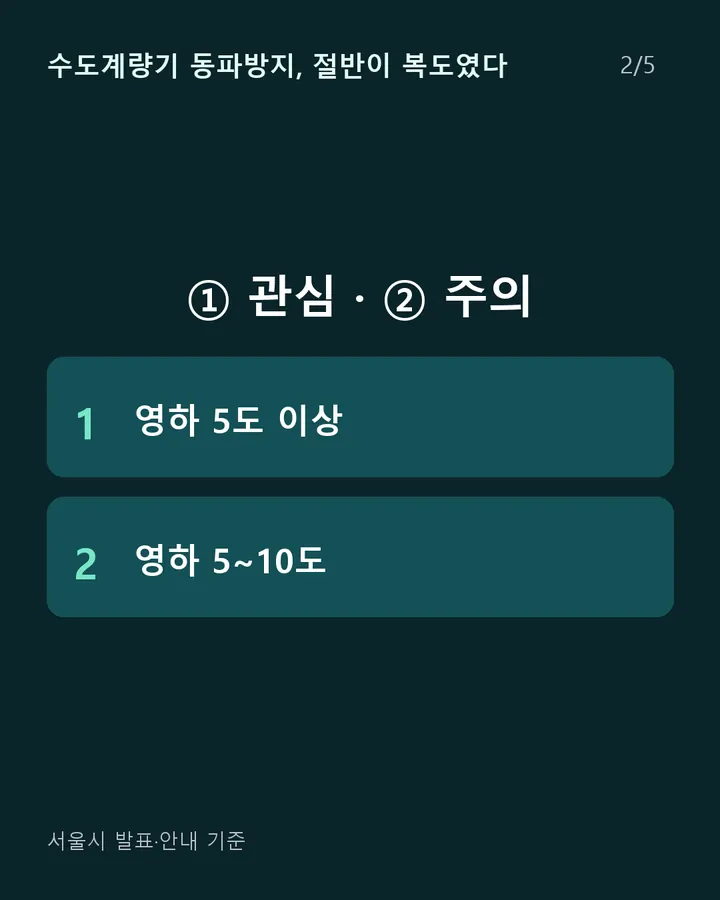 수도계량기 동파방지, 절반이 복도였다
2/5
① 관심 · ② 주의
1 영하 5도 이상
2 영하 5~10도
서울시 발표·안내 기준